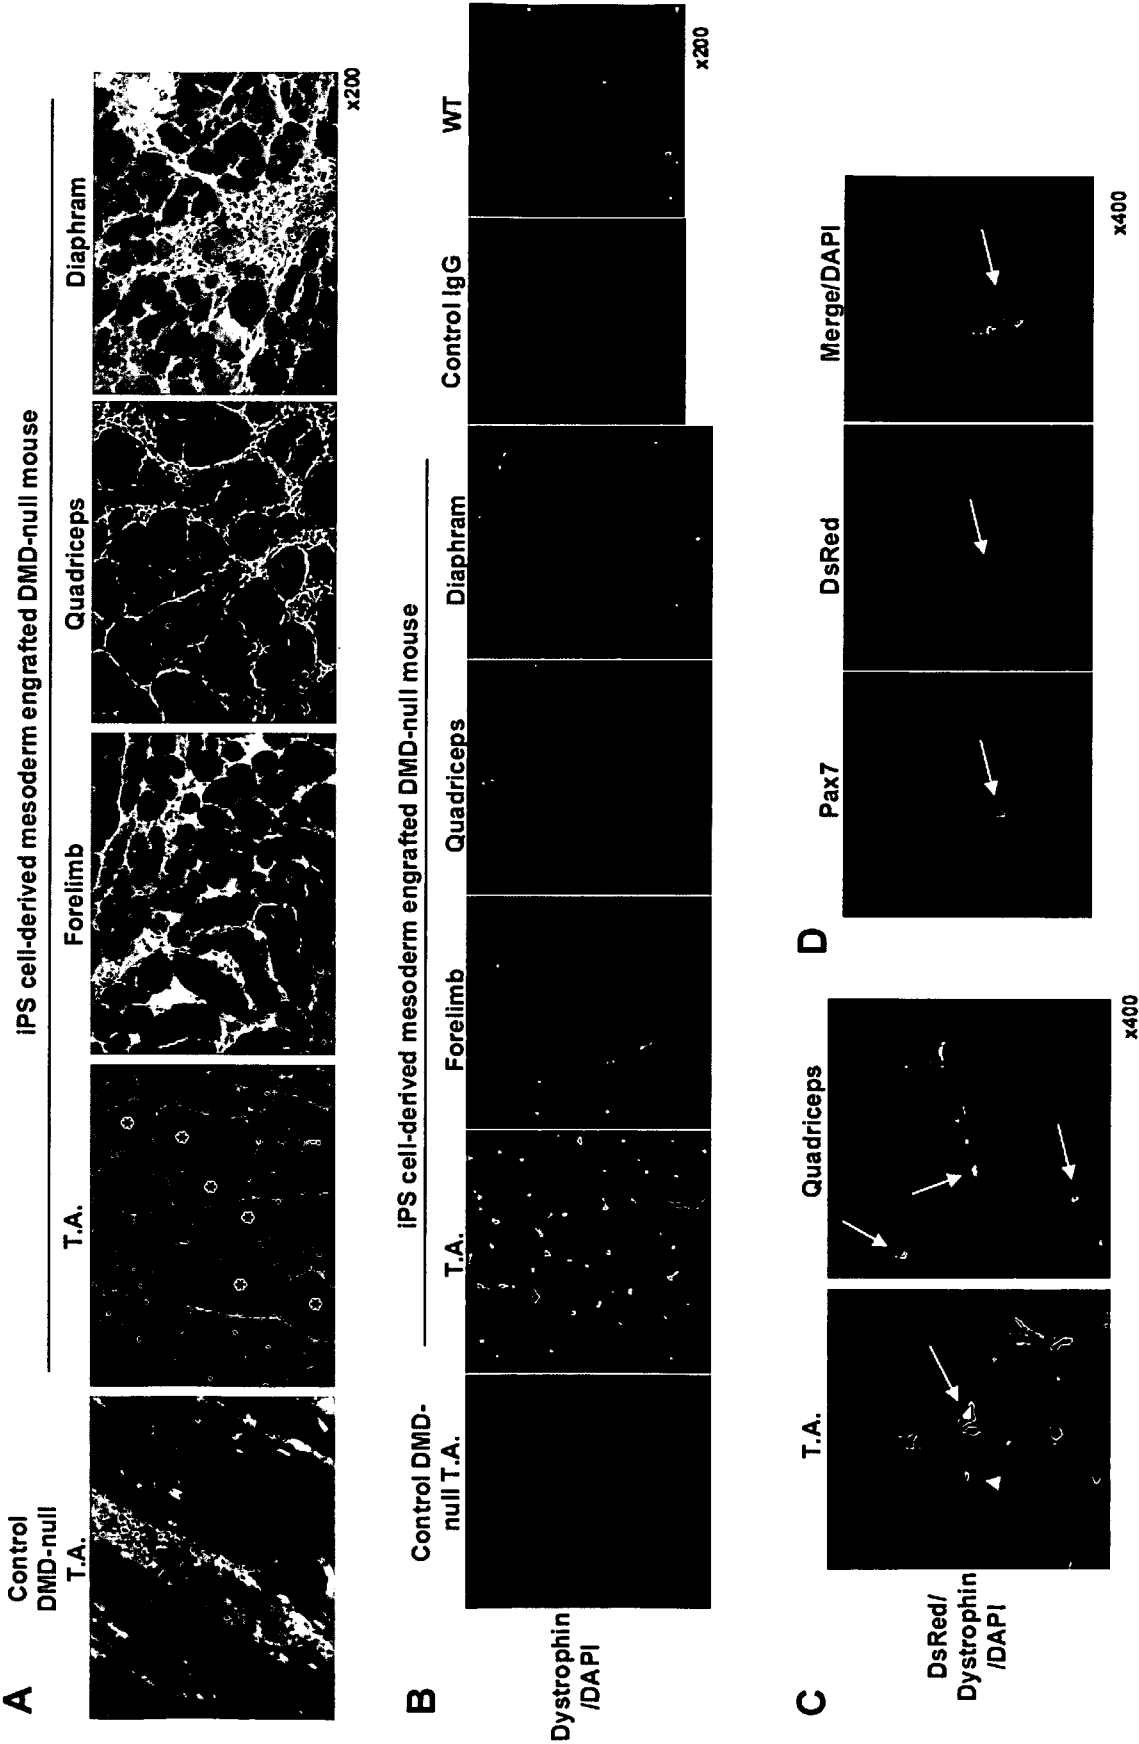 A
Control
DMD-null
T.A.
iPS cell-derived mesoderm engrafted DMD-null mouse
T.A.
Forelimb
Quadriceps
Diaphram
x200
B
Control DMD-
null T.A.
iPS cell-derived mesoderm engrafted DMD-null mouse
T.A.
Forelimb
Quadriceps
Diaphram
Control IgG
WT
Dystrophin
/DAPI
x200
C
T.A.
Quadriceps
DsRed/
Dystrophin
/DAPI
x400
D
Pax7
DsRed
Merge/DAPI
x400